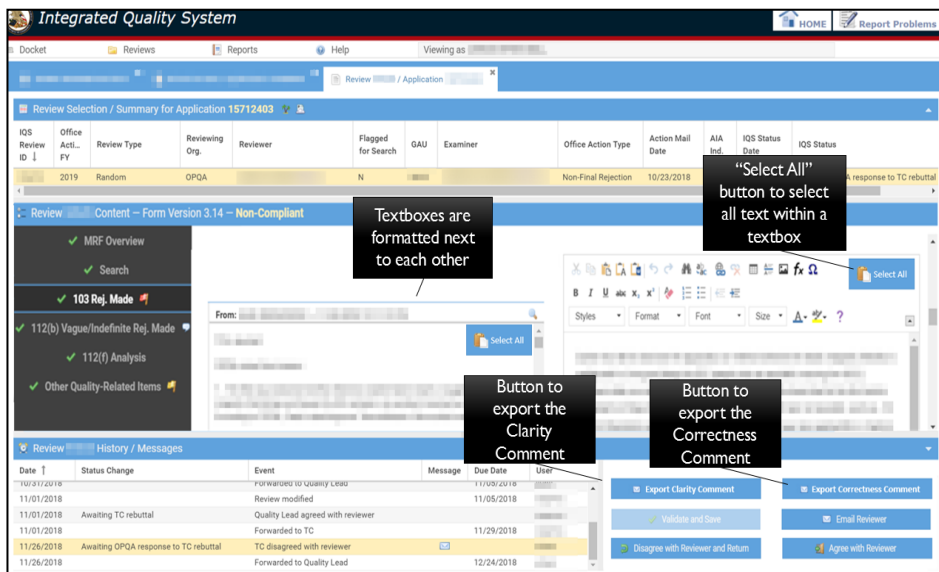 Integrated Quality System
HOME
Report Problems
Docket
Reviews
Reports
Help
Viewing as
Review / Application
Review Selection / Summary for Application 15712403
IQS Review ID ↓
Office Acti... FY
Review Type
Reviewing Org.
Reviewer
Flagged for Search
GAU
Examiner
Office Action Type
Action Mail Date
AIA Ind.
IQS Status Date
IQS Status
2019 Random OPQA N Non-Final Rejection 10/23/2018 response to TC rebuttal
Review Content – Form Version 3.14 – Non-Compliant
MRF Overview
Search
103 Rej. Made
112(b) Vague/Indefinite Rej. Made
112(f) Analysis
Other Quality-Related Items
Textboxes are
formatted next
to each other
“Select All”
button to select
all text within a
textbox
From:
Select All
B I U abc x, x²
Styles Format Font Size A ?
Select All
Button to
export the
Clarity
Comment
Button to
export the
Correctness
Comment
Review History / Messages
Date ↑ Status Change Event Message Due Date User
10/31/2018 Forwarded to Quality Lead 11/05/2018
11/01/2018 Review modified 11/05/2018
11/01/2018 Awaiting TC rebuttal Quality Lead agreed with reviewer
11/01/2018 Forwarded to TC 11/29/2018
11/26/2018 Awaiting OPQA response to TC rebuttal TC disagreed with reviewer
11/26/2018 Forwarded to Quality Lead 12/24/2018
Export Clarity Comment
Export Correctness Comment
Validate and Save
Email Reviewer
Disagree with Reviewer and Return
Agree with Reviewer